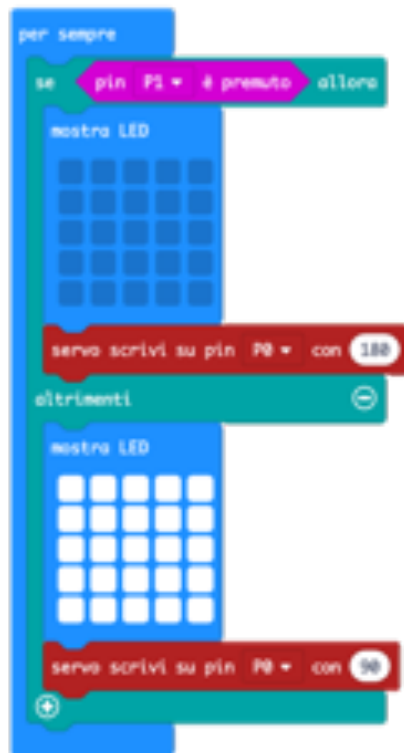 per sempre
se pin P1 è premuto allora
mostra LED
servo scrivi su pin P0 con 180
altrimenti
mostra LED
servo scrivi su pin P0 con 90